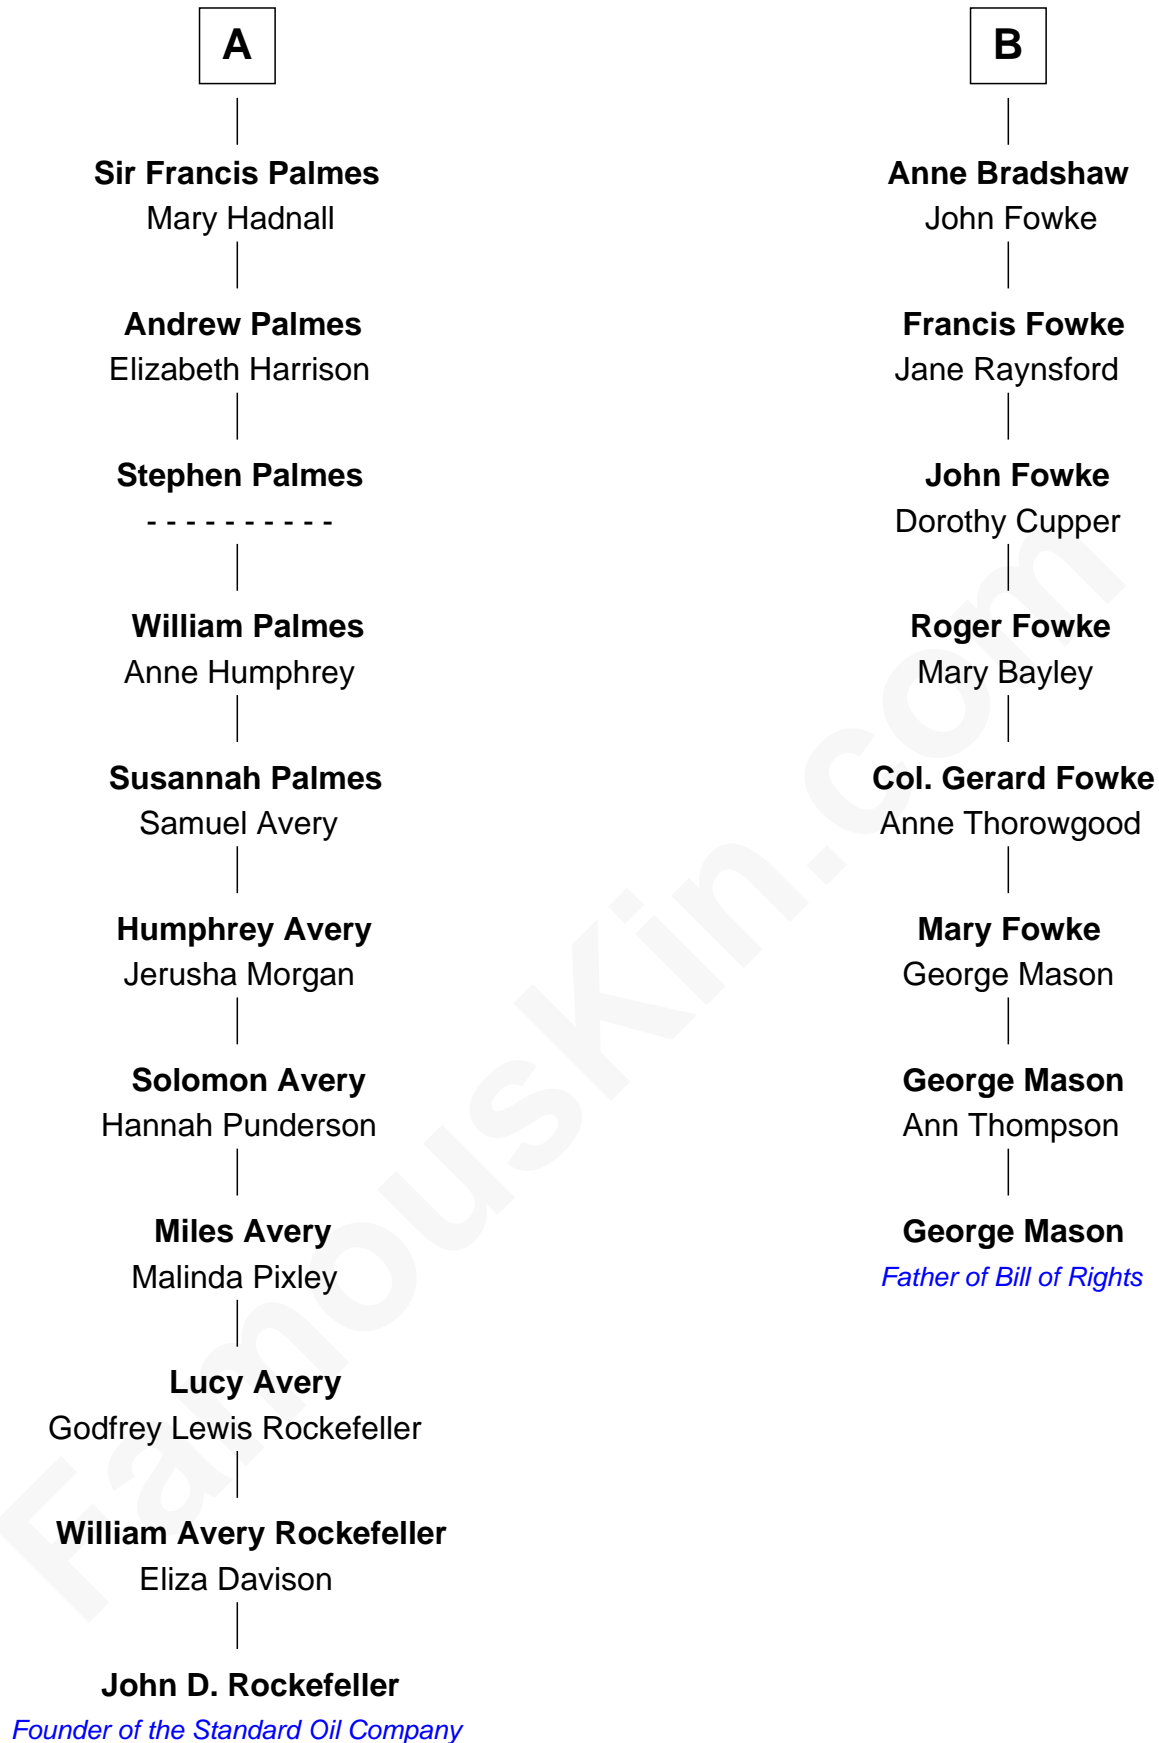 A
Sir Francis Palmes
Mary Hadnall
Andrew Palmes
Elizabeth Harrison
Stephen Palmes
- - - - - - - - - -
William Palmes
Anne Humphrey
Susannah Palmes
Samuel Avery
Humphrey Avery
Jerusha Morgan
Solomon Avery
Hannah Punderson
Miles Avery
Malinda Pixley
Lucy Avery
Godfrey Lewis Rockefeller
William Avery Rockefeller
Eliza Davison
John D. Rockefeller
Founder of the Standard Oil Company
B
Anne Bradshaw
John Fowke
Francis Fowke
Jane Raynsford
John Fowke
Dorothy Cupper
Roger Fowke
Mary Bayley
Col. Gerard Fowke
Anne Thorowgood
Mary Fowke
George Mason
George Mason
Ann Thompson
George Mason
Father of Bill of Rights
FamousKin.com